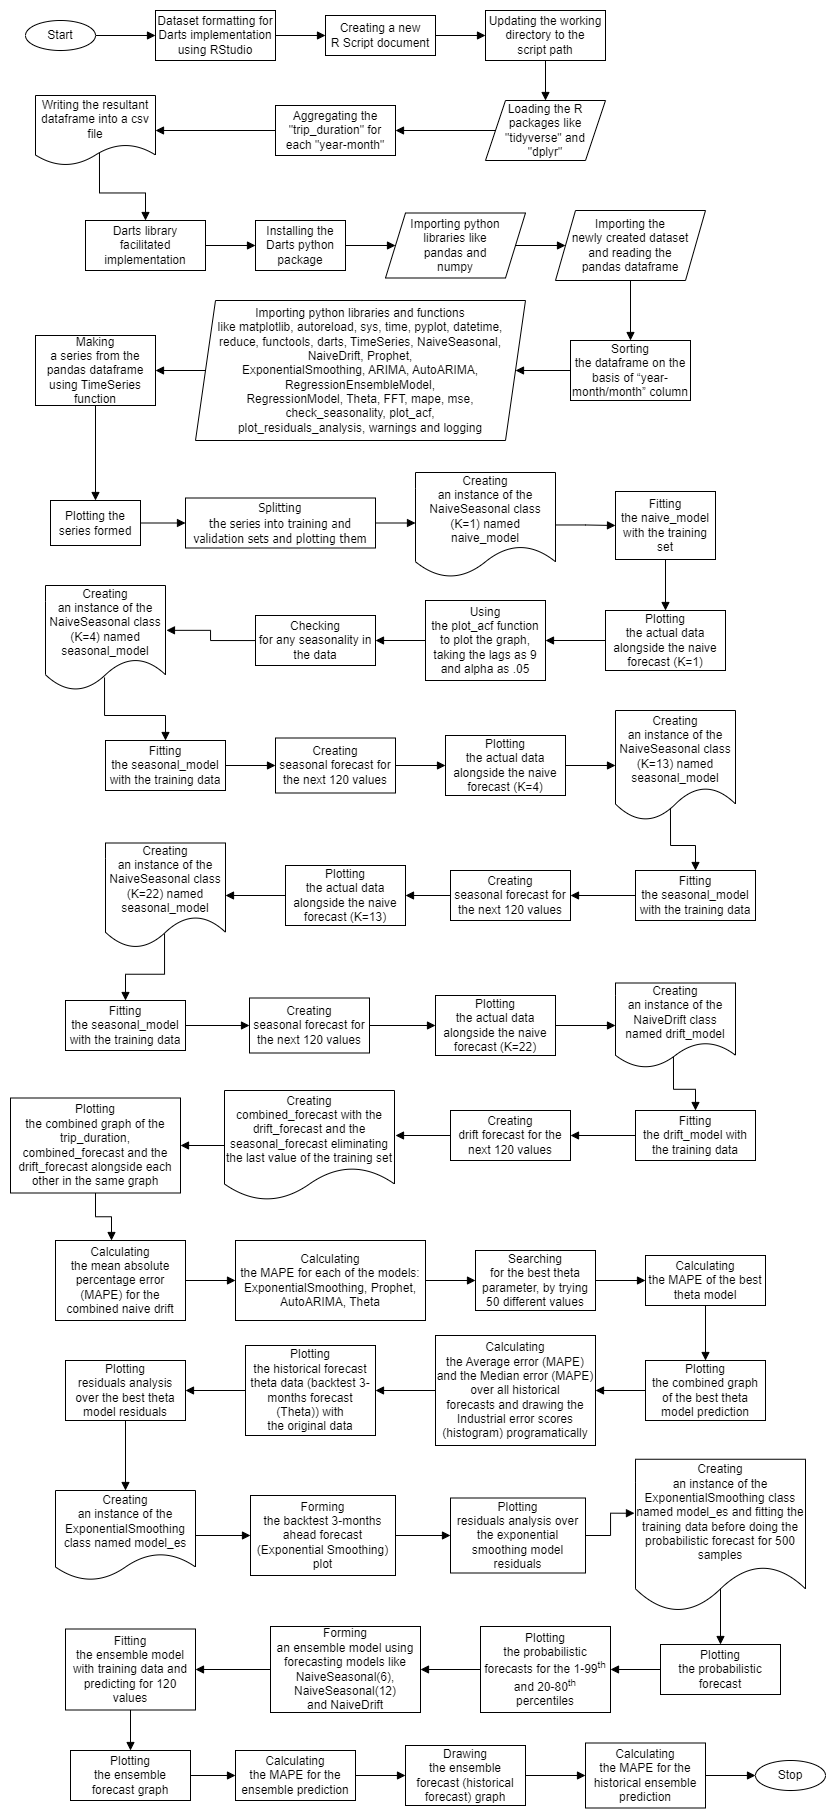 Start
Dataset formatting for
Darts implementation
using RStudio
Creating a new
R Script document
Updating the working
directory to the
script path
Loading the R
packages like
"tidyverse" and
"dplyr"
Aggregating the
"trip_duration" for
each "year-month"
Writing the resultant
dataframe into a csv
file
Darts library
facilitated
implementation
Installing the
Darts python
package
Importing python
libraries like
pandas and
numpy
Importing the
newly created dataset
and reading the
pandas dataframe
Sorting
the dataframe on the
basis of “year-
month/month” column
Importing python libraries and functions
like matplotlib, autoreload, sys, time, pyplot, datetime,
reduce, functools, darts, TimeSeries, NaiveSeasonal,
NaiveDrift, Prophet,
ExponentialSmoothing, ARIMA, AutoARIMA,
RegressionEnsembleModel,
RegressionModel, Theta, FFT, mape, mse,
check_seasonality, plot_acf,
plot_residuals_analysis, warnings and logging
Making
a series from the
pandas dataframe
using TimeSeries
function
Plotting the
series formed
Splitting
the series into training and
validation sets and plotting them
Creating
an instance of the
NaiveSeasonal class
(K=1) named
naive_model
Fitting
the naive_model
with the training
set
Plotting
the actual data
alongside the naive
forecast (K=1)
Using
the plot_acf function
to plot the graph,
taking the lags as 9
and alpha as .05
Checking
for any seasonality in
the data
Creating
an instance of the
NaiveSeasonal class
(K=4) named
seasonal_model
Fitting
the seasonal_model
with the training data
Creating
seasonal forecast for
the next 120 values
Plotting
the actual data
alongside the naive
forecast (K=4)
Creating
an instance of the
NaiveSeasonal class
(K=13) named
seasonal_model
Fitting
the seasonal_model
with the training data
Creating
seasonal forecast for
the next 120 values
Plotting
the actual data
alongside the naive
forecast (K=13)
Creating
an instance of the
NaiveSeasonal class
(K=22) named
seasonal_model
Fitting
the seasonal_model
with the training data
Creating
seasonal forecast for
the next 120 values
Plotting
the actual data
alongside the naive
forecast (K=22)
Creating
an instance of the
NaiveDrift class
named drift_model
Fitting
the drift_model with
the training data
Creating
drift forecast for the
next 120 values
Creating
combined_forecast with the
drift_forecast and the
seasonal_forecast eliminating
the last value of the training set
Plotting
the combined graph of the
trip_duration,
combined_forecast and the
drift_forecast alongside each
other in the same graph
Calculating
the mean absolute
percentage error
(MAPE) for the
combined naive drift
Calculating
the MAPE for each of the models:
ExponentialSmoothing, Prophet,
AutoARIMA, Theta
Searching
for the best theta
parameter, by trying
50 different values
Calculating
the MAPE of the best
theta model
Plotting
the combined graph
of the best theta
model prediction
Calculating
the Average error (MAPE)
and the Median error (MAPE)
over all historical
forecasts and drawing the
Industrial error scores
(histogram) programatically
Plotting
the historical forecast
theta data (backtest 3-
months forecast
(Theta)) with
the original data
Plotting
residuals analysis
over the best theta
model residuals
Creating
an instance of the
ExponentialSmoothing
class named model_es
Forming
the backtest 3-months
ahead forecast
(Exponential Smoothing)
plot
Plotting
residuals analysis over
the exponential
smoothing model
residuals
Creating
an instance of the
ExponentialSmoothing class
named model_es and fitting the
training data before doing the
probabilistic forecast for 500
samples
Plotting
the probabilistic
forecast
Plotting
the probabilistic
forecasts for the 1-99th
and 20-80th
percentiles
Forming
an ensemble model using
forecasting models like
NaiveSeasonal(6),
NaiveSeasonal(12)
and NaiveDrift
Fitting
the ensemble model
with training data and
predicting for 120
values
Plotting
the ensemble
forecast graph
Calculating
the MAPE for the
ensemble prediction
Drawing
the ensemble
forecast (historical
forecast) graph
Calculating
the MAPE for the
historical ensemble
prediction
Stop